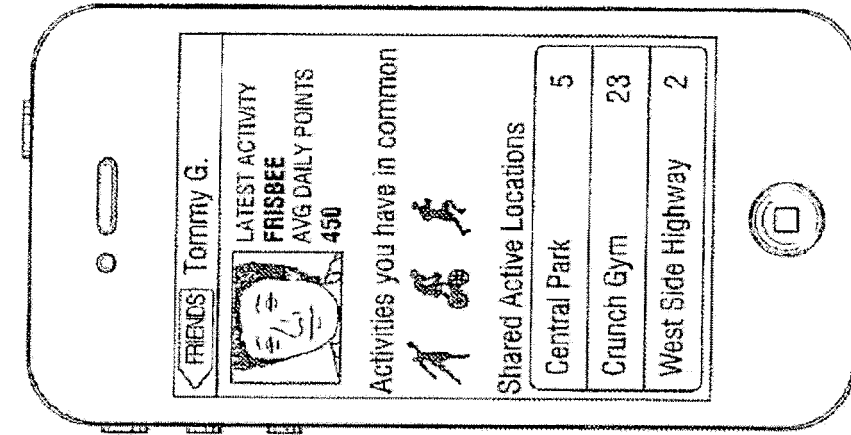 FRIENDS Tommy G.
LATEST ACTIVITY
FRISBEE
AVG DAILY POINTS
450
Activities you have in common
Shared Active Locations
Central Park 5
Crunch Gym 23
West Side Highway 2